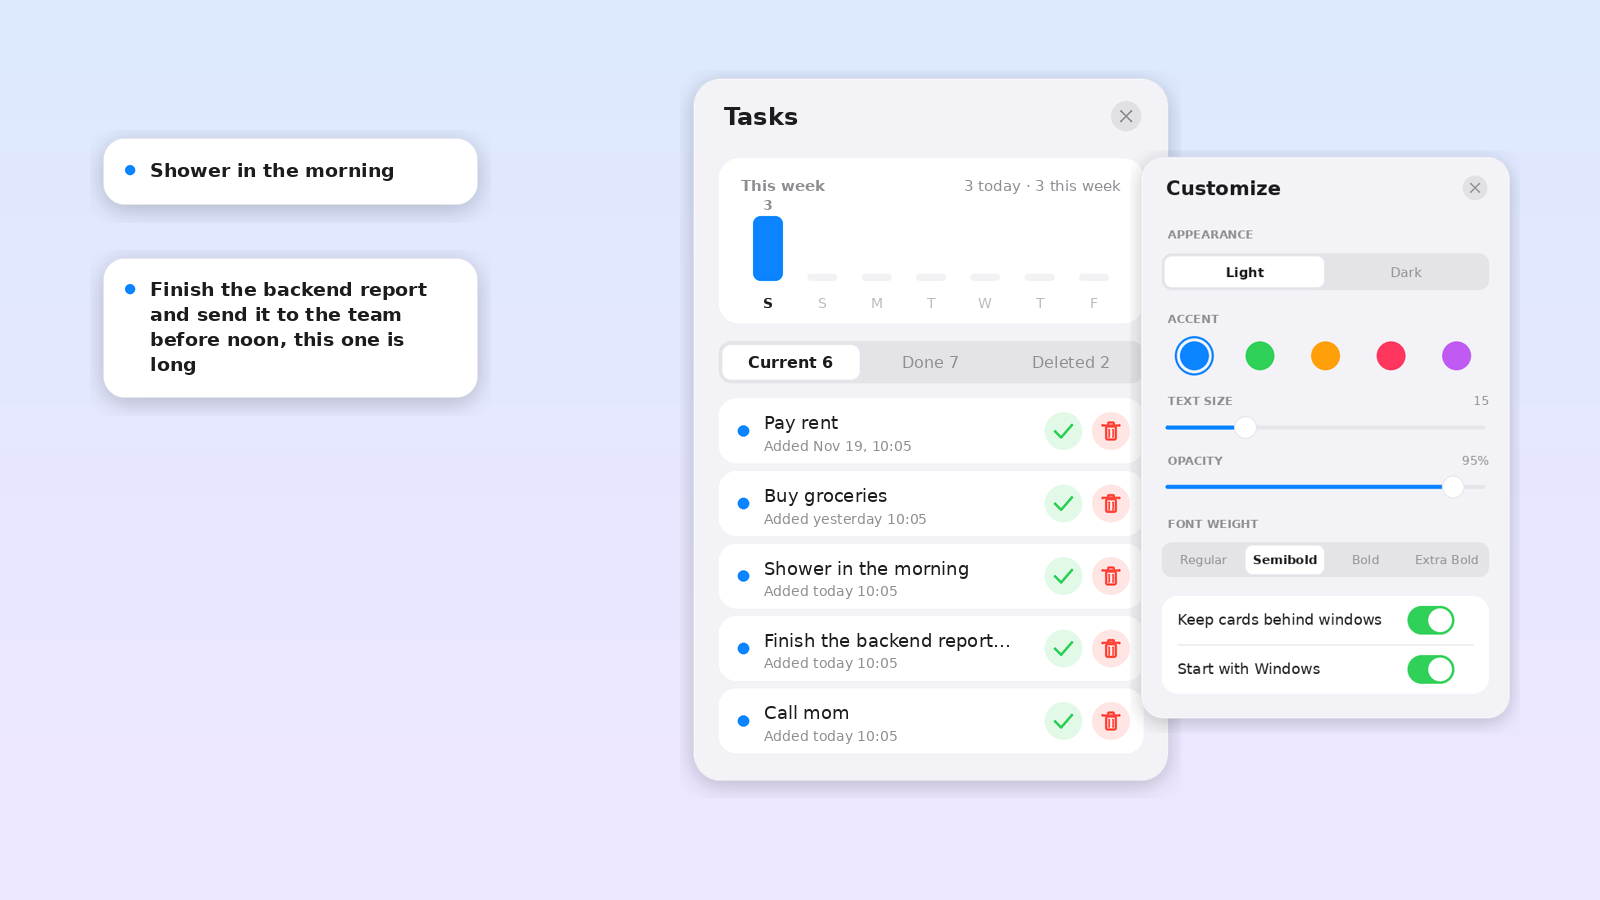 Shower in the morning
Finish the backend report
and send it to the team
before noon, this one is
long
Tasks
This week
3 today · 3 this week
3
S S M T W T F
Current 6 Done 7 Deleted 2
Pay rent
Added Nov 19, 10:05
Buy groceries
Added yesterday 10:05
Shower in the morning
Added today 10:05
Finish the backend report…
Added today 10:05
Call mom
Added today 10:05
Customize
APPEARANCE
Light Dark
ACCENT
TEXT SIZE 15
OPACITY 95%
FONT WEIGHT
Regular Semibold Bold Extra Bold
Keep cards behind windows
Start with Windows